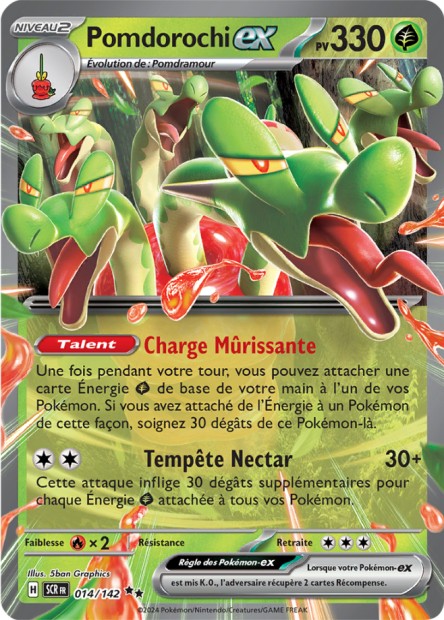 NIVEAU 2
Pomdorochi ex PV 330
Évolution de : Pomdramour
Talent Charge Mûrissante
Une fois pendant votre tour, vous pouvez attacher une
carte Énergie de base de votre main à l'un de vos
Pokémon. Si vous avez attaché de l'Énergie à un Pokémon
de cette façon, soignez 30 dégâts de ce Pokémon-là.
Tempête Nectar 30+
Cette attaque inflige 30 dégâts supplémentaires pour
chaque Énergie attachée à tous vos Pokémon.
Faiblesse × 2 Résistance Retraite
Illus. 5ban Graphics
Règle des Pokémon-ex Lorsque votre Pokémon-ex
est mis K.O., l'adversaire récupère 2 cartes Récompense.
H SCR FR 014/142
©2024 Pokémon/Nintendo/Creatures/GAME FREAK